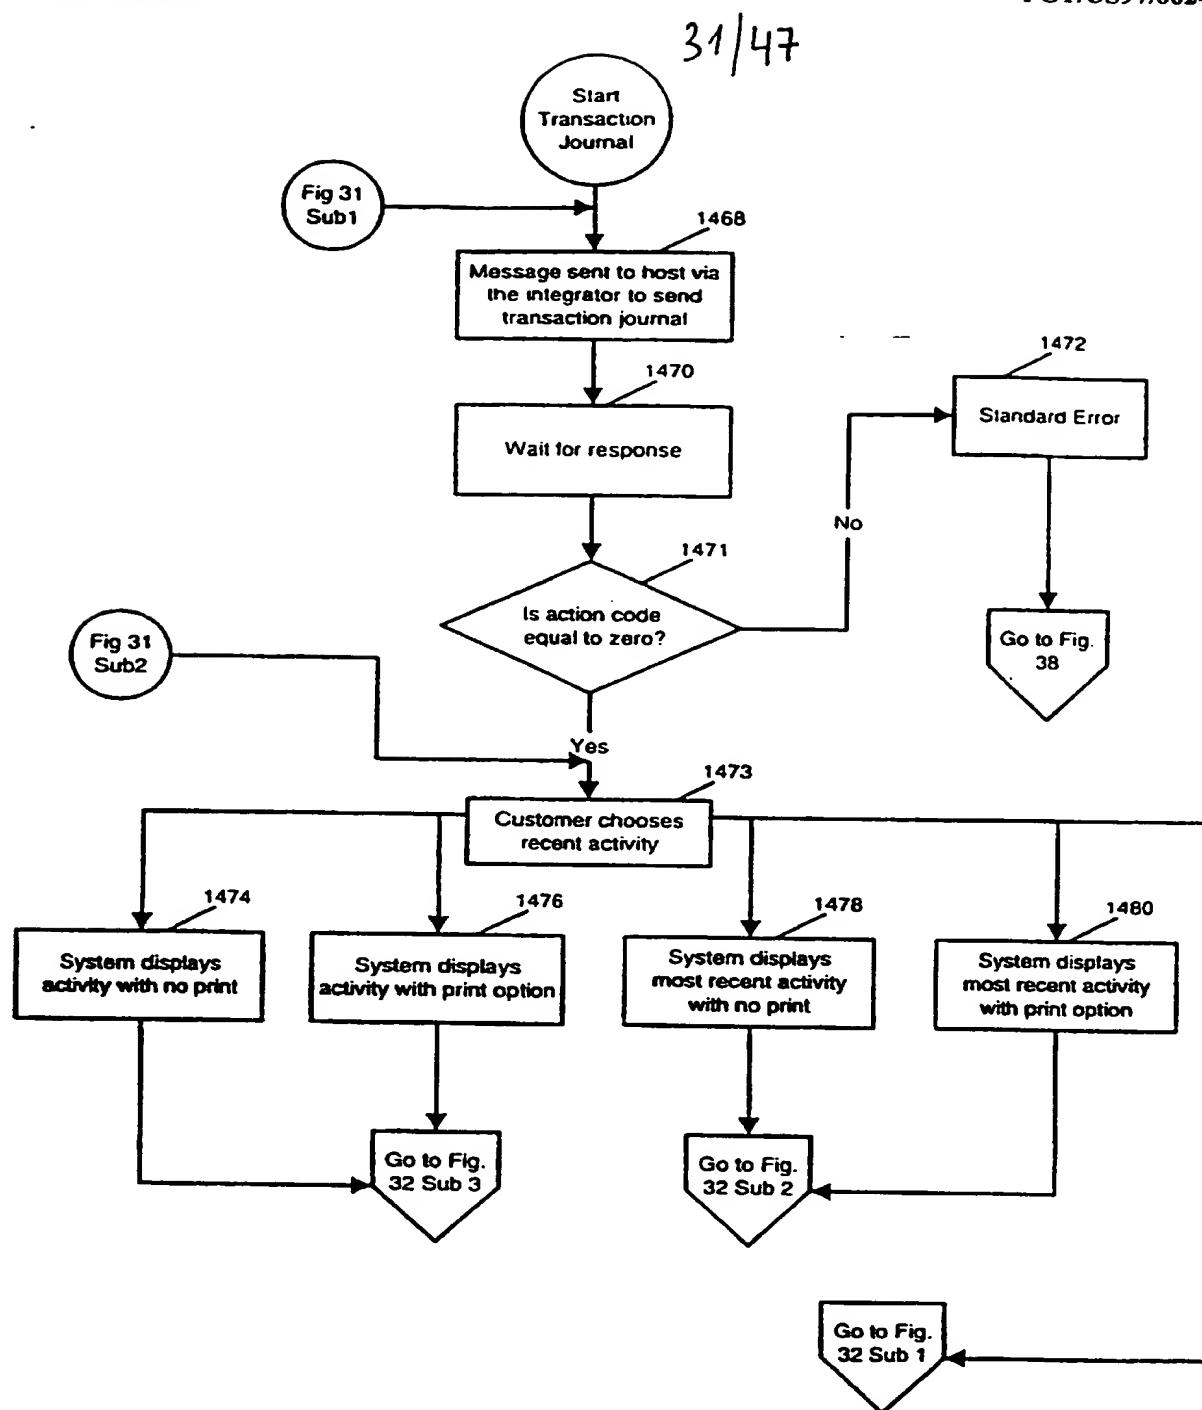 31/47
Start
Transaction
Journal
Fig 31
Sub1
1468
Message sent to host via
the integrator to send
transaction journal
1470
Wait for response
1472
Standard Error
No
1471
Is action code
equal to zero?
Go to Fig.
38
Fig 31
Sub2
Yes
1473
Customer chooses
recent activity
1474
System displays
activity with no print
1476
System displays
activity with print option
1478
System displays
most recent activity
with no print
1480
System displays
most recent activity
with print option
Go to Fig.
32 Sub 3
Go to Fig.
32 Sub 2
Go to Fig.
32 Sub 1